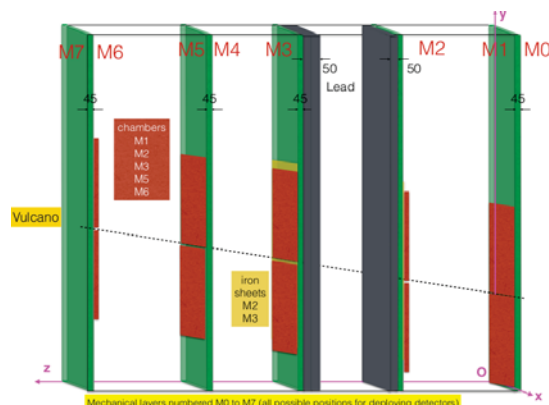 y
M7 M6 M5 M4 M3 M2 M1 M0
50 50
Lead
45 45 45 45
chambers
M1
M2
M3
M5
M6
Vulcano
iron
sheets
M2
M3
z O
x
Mechanical layers numbered M0 to M7 (all possible positions for deploying detectors)